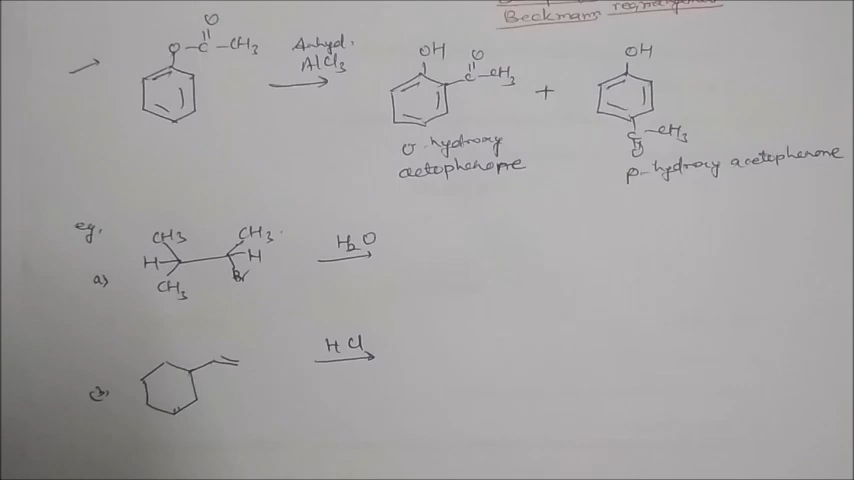 Beckmann rearrangement
O
O - C - CH3
Anhyd.
AlCl3
OH
O
C - CH3
+
OH
C - CH3
O
o-hydroxy
acetophenone
p-hydroxy acetophenone
eg,
a)
CH3 CH3
H H
CH3 Br
H2O
HCl